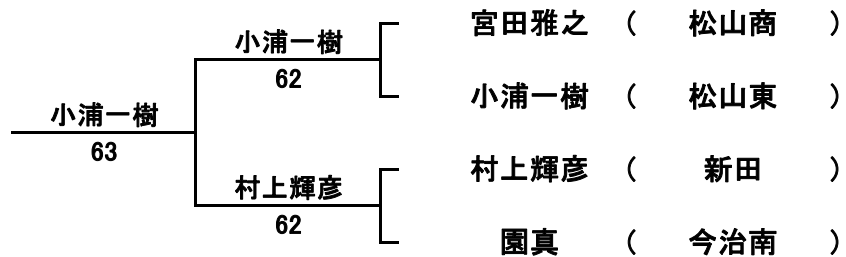 宮田雅之 ( 松山商 )
小浦一樹
62
小浦一樹 ( 松山東 )
小浦一樹
63
村上輝彦 ( 新田 )
村上輝彦
62
園真 ( 今治南 )